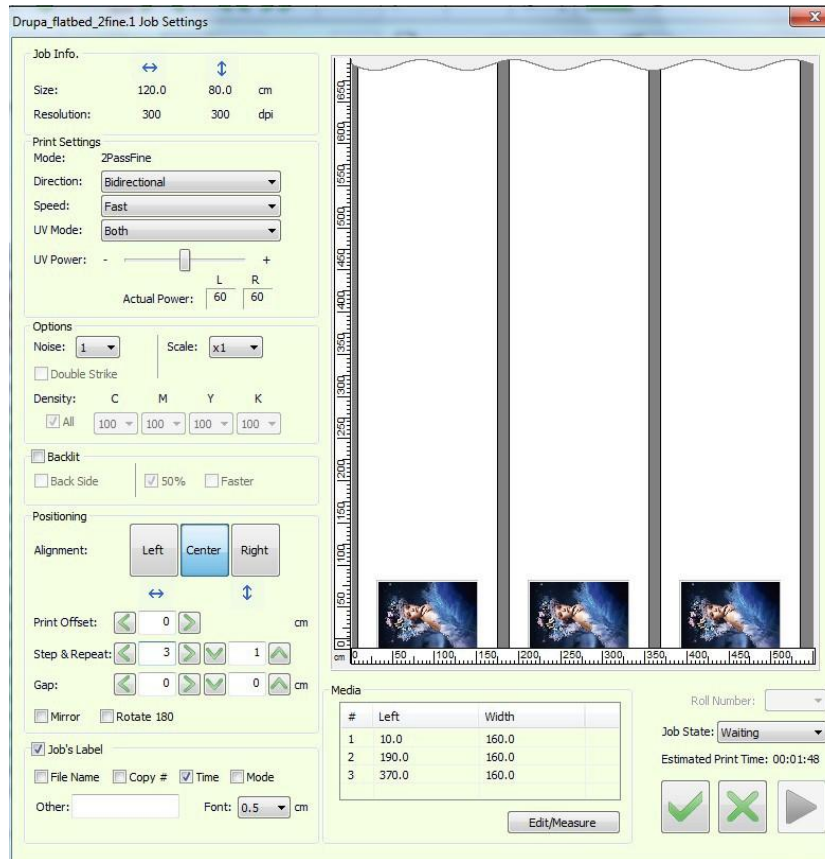 Drupa_flatbed_2fine.1 Job Settings
Job Info.
Size: 120.0 80.0 cm
Resolution: 300 300 dpi
Print Settings
Mode: 2PassFine
Direction: Bidirectional
Speed: Fast
UV Mode: Both
UV Power: - +
L R
Actual Power: 60 60
Options
Noise: 1 Scale: x1
Double Strike
Density: C M Y K
All 100 100 100 100
Backlit
Back Side 50% Faster
Positioning
Alignment: Left Center Right
Print Offset: 0 cm
Step & Repeat: 3 1
Gap: 0 0 cm
Mirror Rotate 180
Job's Label
File Name Copy # Time Mode
Other: Font: 0.5 cm
650
600
550
500
450
400
350
300
250
200
150
100
50
0
cm 0 50 100 150 200 250 300 350 400 450 500
Media
# Left Width
1 10.0 160.0
2 190.0 160.0
3 370.0 160.0
Edit/Measure
Roll Number:
Job State: Waiting
Estimated Print Time: 00:01:48